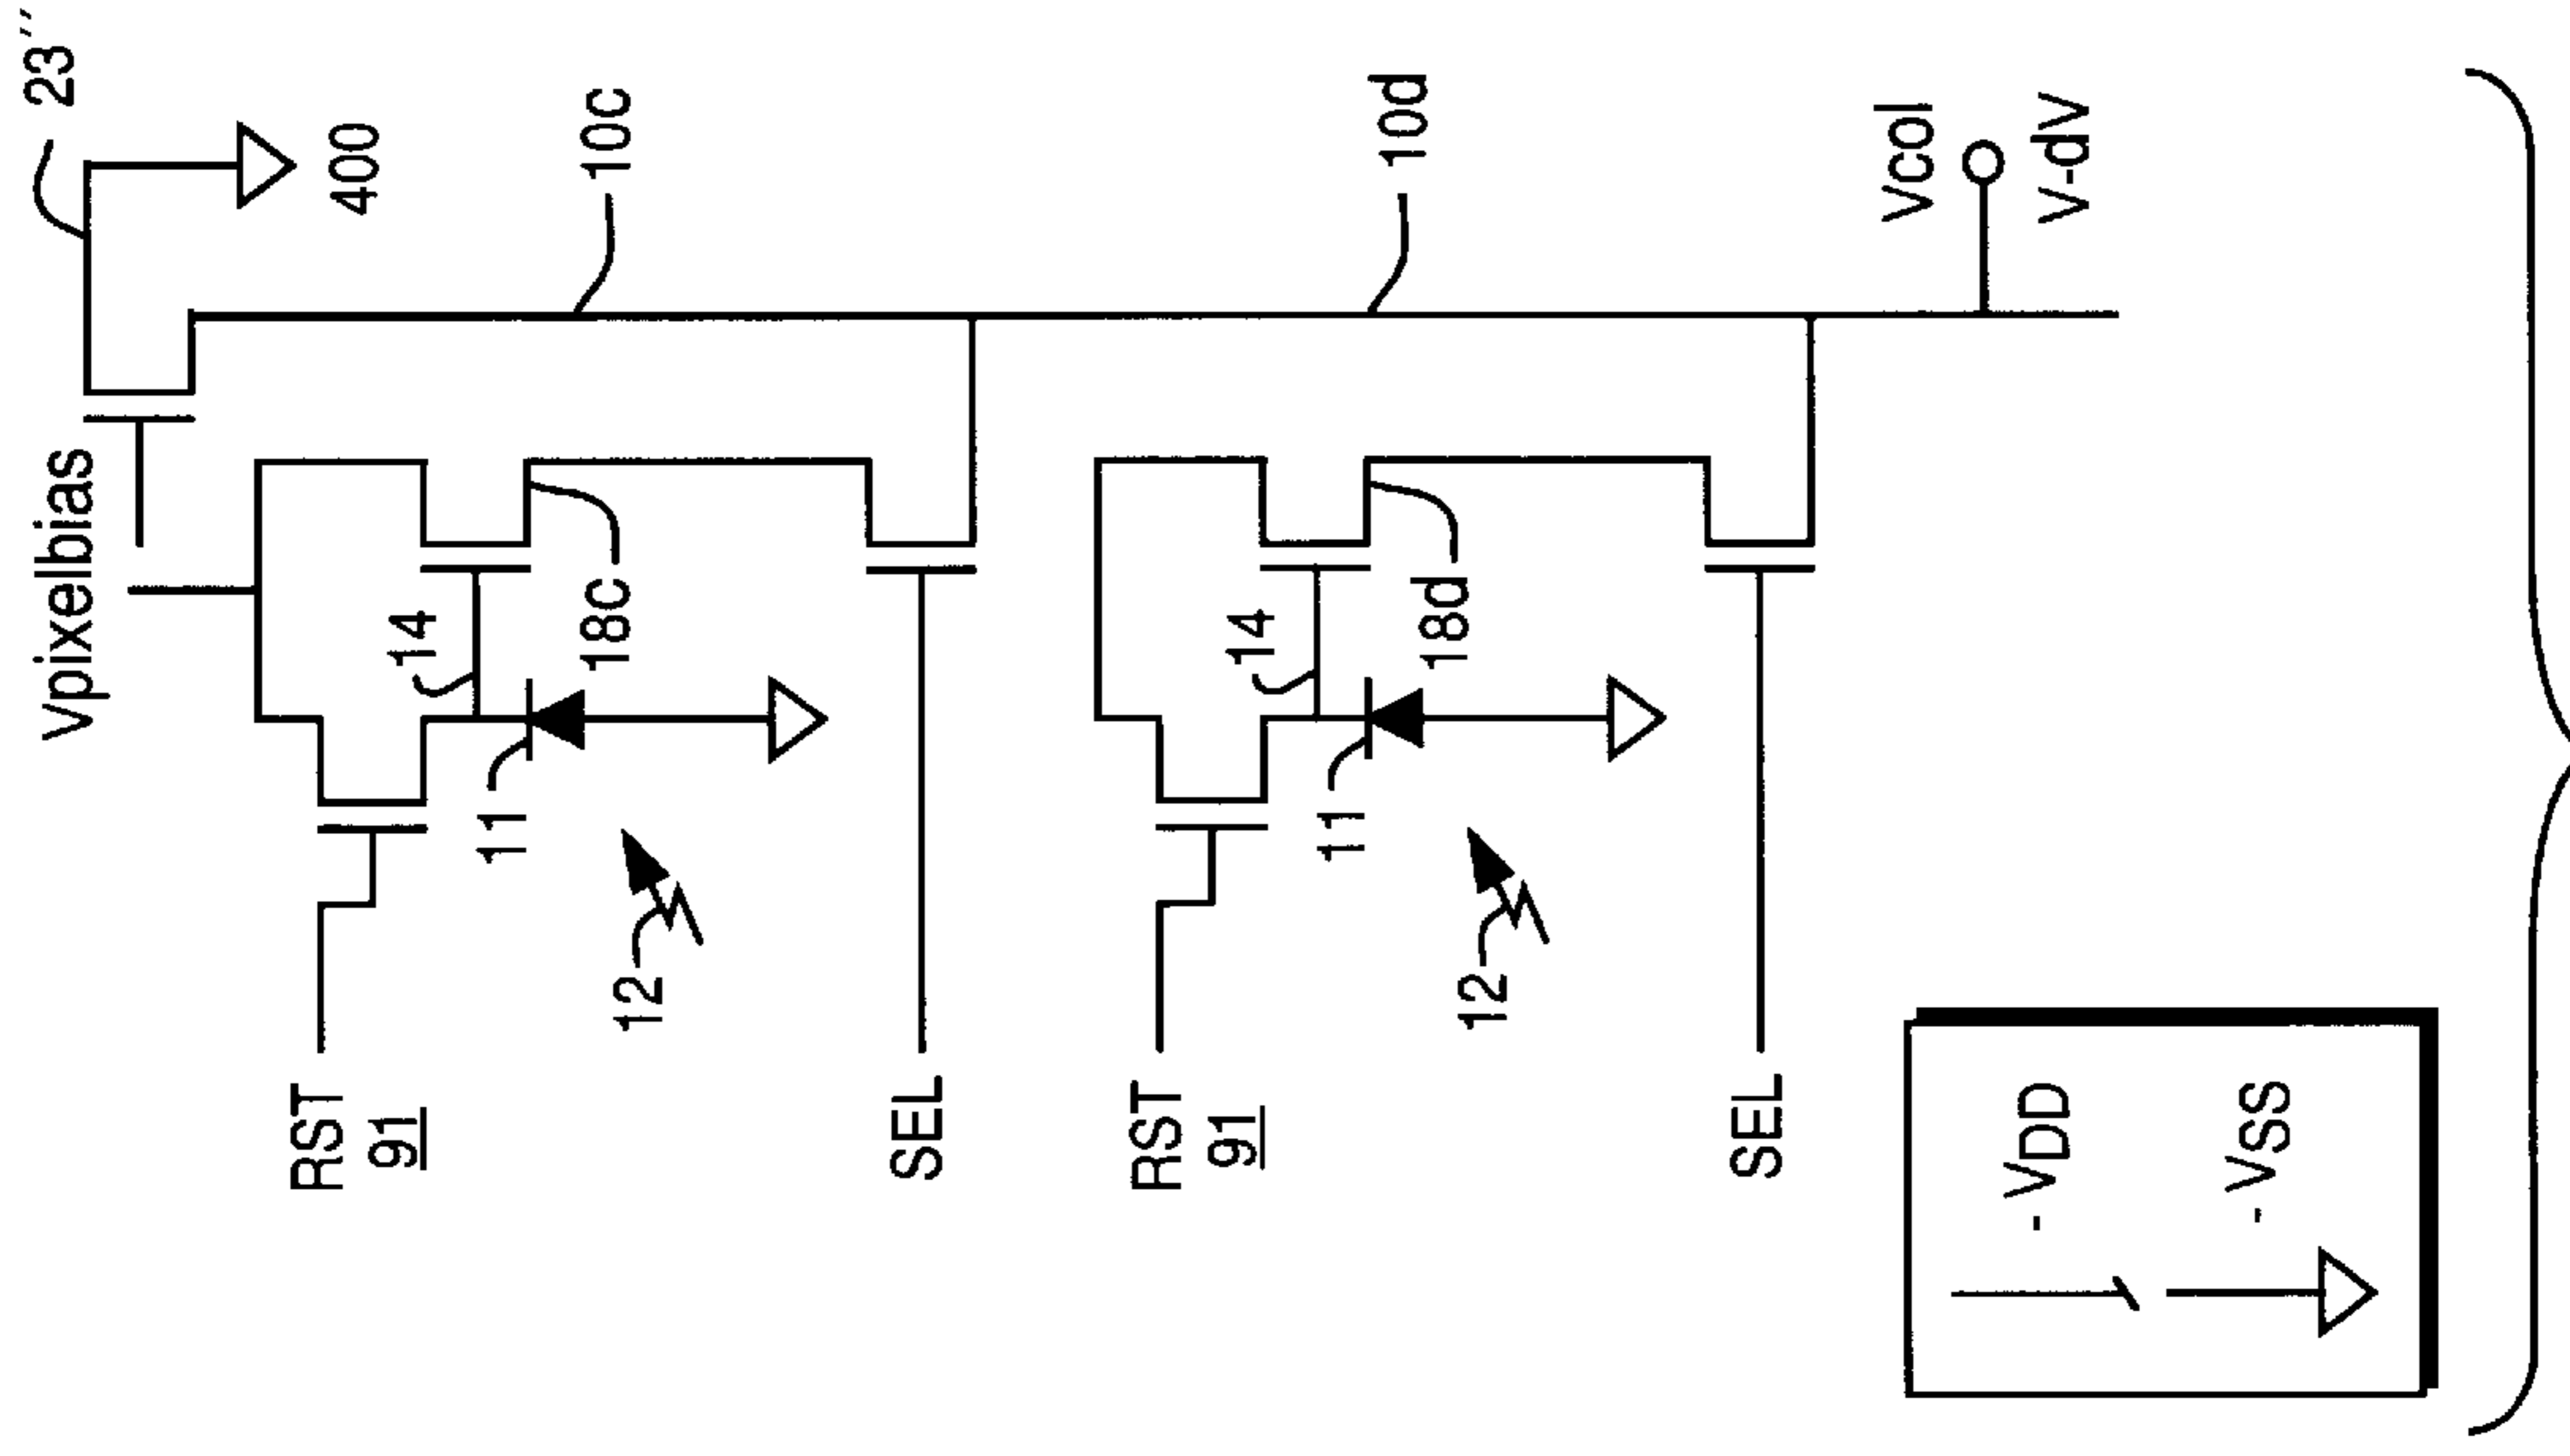 23''
400
Vpixelbias
10c
14
18c
11
12
RST
91
SEL
10d
14
18d
11
12
RST
91
SEL
Vcol
V-dV
- VDD
- VSS